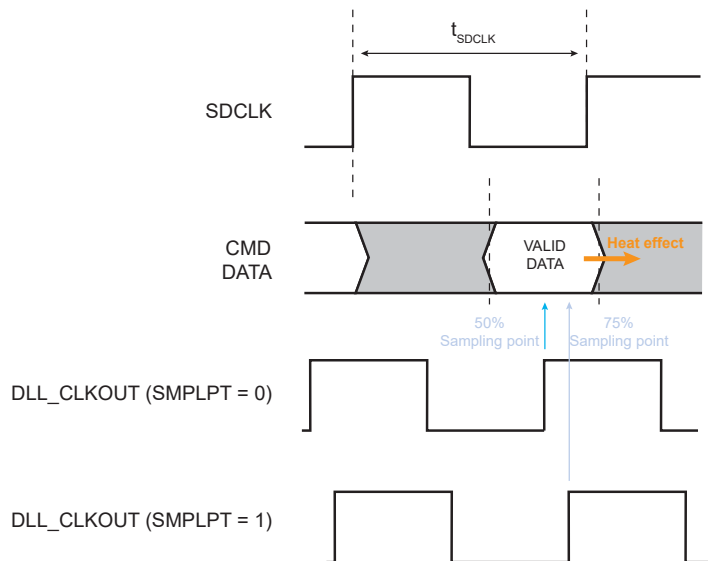 tSDCLK
SDCLK
CMD
DATA
VALID
DATA
Heat effect
50%
Sampling point
75%
Sampling point
DLL_CLKOUT (SMPLPT = 0)
DLL_CLKOUT (SMPLPT = 1)